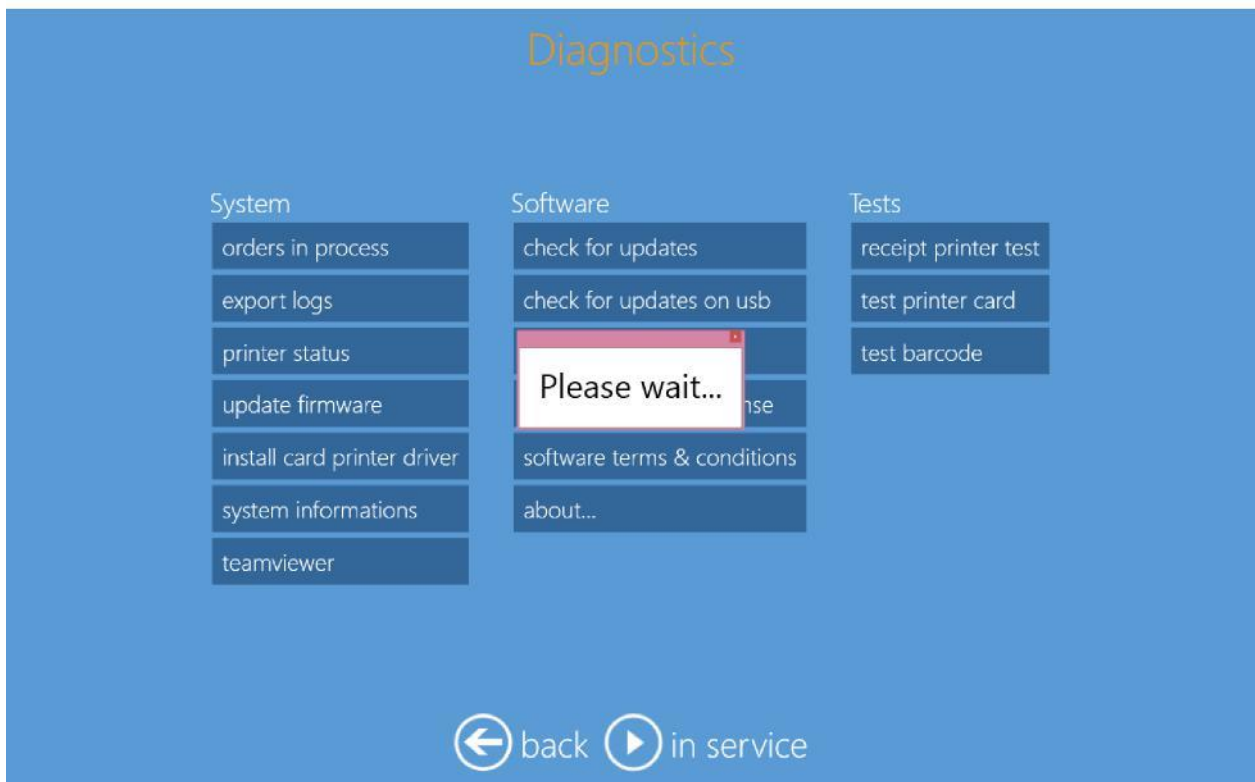 Diagnostics
System
orders in process
export logs
printer status
update firmware
install card printer driver
system informations
teamviewer
Software
check for updates
check for updates on usb
Please wait...
software terms & conditions
about...
Tests
receipt printer test
test printer card
test barcode
back
in service